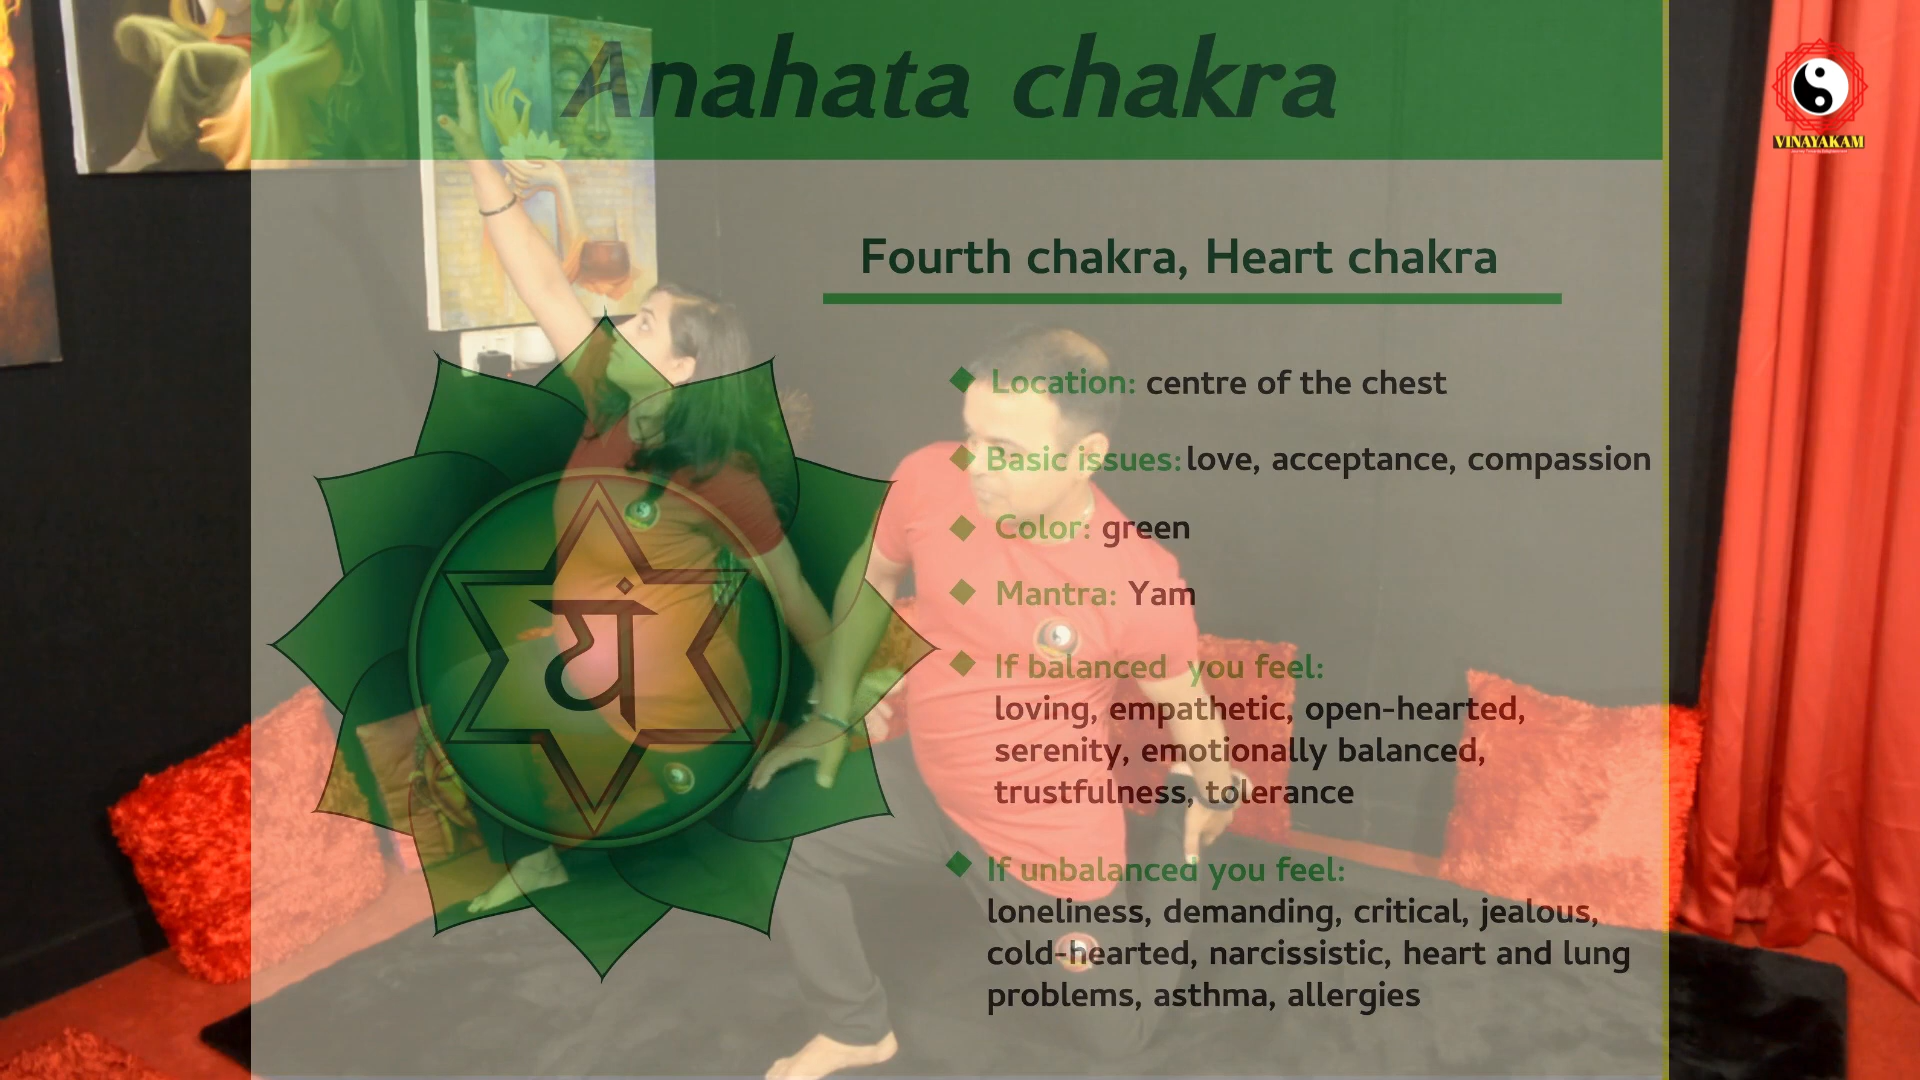 Anahata chakra
VINAYAKAM
Fourth chakra, Heart chakra
Location: centre of the chest
Basic issues: love, acceptance, compassion
Color: green
Mantra: Yam
यं
If balanced you feel:
loving, empathetic, open-hearted,
serenity, emotionally balanced,
trustfulness, tolerance
If unbalanced you feel:
loneliness, demanding, critical, jealous,
cold-hearted, narcissistic, heart and lung
problems, asthma, allergies